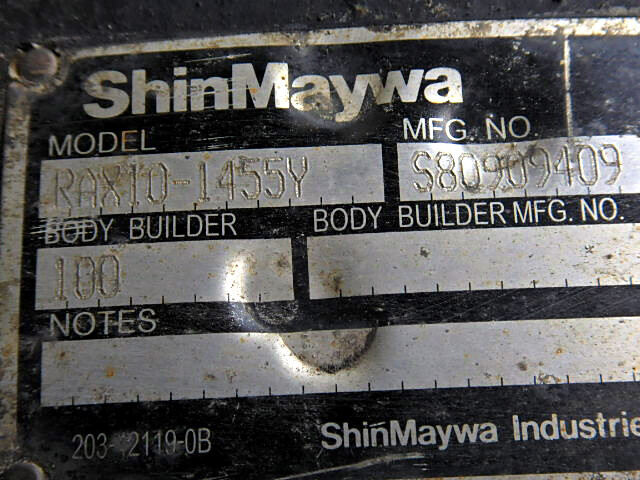 ShinMaywa
MODEL MFG. NO.
RAX10-1455Y S80909409
BODY BUILDER BODY BUILDER MFG. NO.
100
NOTES
ShinMaywa Industrie